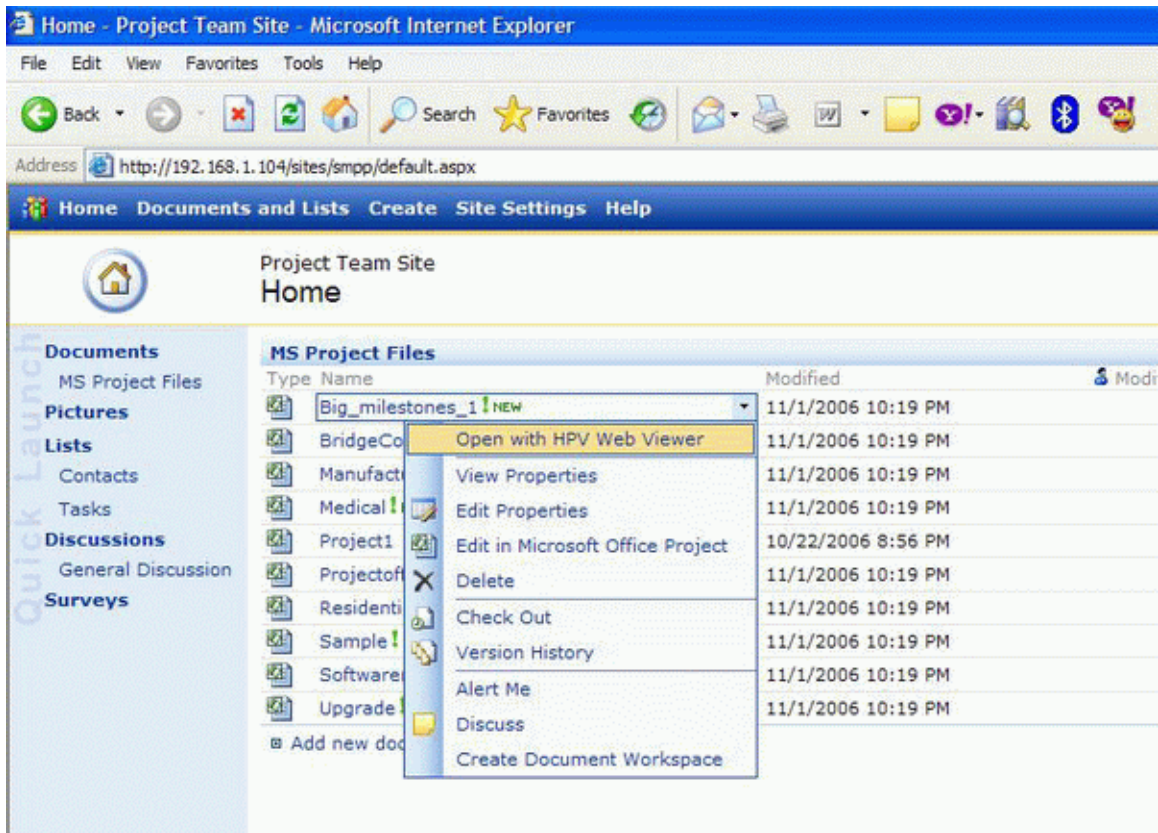 Home - Project Team Site - Microsoft Internet Explorer
File Edit View Favorites Tools Help
Back Search Favorites
Address http://192.168.1.104/sites/smpp/default.aspx
Home Documents and Lists Create Site Settings Help
Project Team Site
Home
Quick Launch
Documents
MS Project Files
Pictures
Lists
Contacts
Tasks
Discussions
General Discussion
Surveys
MS Project Files
Type Name Modified Modi
Big_milestones_1 ! NEW 11/1/2006 10:19 PM
BridgeCo 11/1/2006 10:19 PM
Manufact 11/1/2006 10:19 PM
Medical ! 11/1/2006 10:19 PM
Project1 10/22/2006 8:56 PM
Projectoff 11/1/2006 10:19 PM
Residenti 11/1/2006 10:19 PM
Sample ! 11/1/2006 10:19 PM
Software 11/1/2006 10:19 PM
Upgrade ! 11/1/2006 10:19 PM
Add new doc
Open with HPV Web Viewer
View Properties
Edit Properties
Edit in Microsoft Office Project
Delete
Check Out
Version History
Alert Me
Discuss
Create Document Workspace